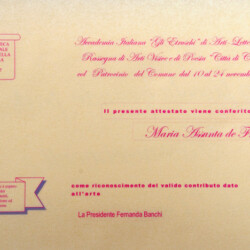 Accademia Italiana "Gli Etruschi" di Arti Lette
Rassegna di Arti Visive e di Poesia "Città di C
col Patrocinio del Comune dal 10 al 24 novemb
Il presente attestato viene conferito
Maria Assunta de F
come riconoscimento del valido contributo dato
all'arte
La Presidente Fernanda Banchi